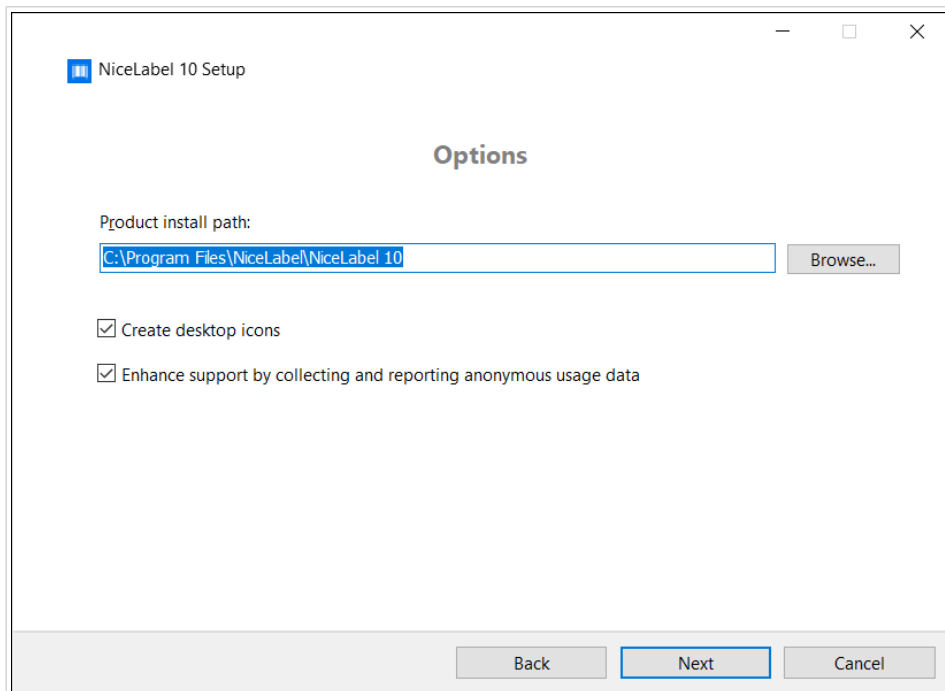 NiceLabel 10 Setup
Options
Product install path:
C:\Program Files\NiceLabel\NiceLabel 10
Browse...
Create desktop icons
Enhance support by collecting and reporting anonymous usage data
Back Next Cancel